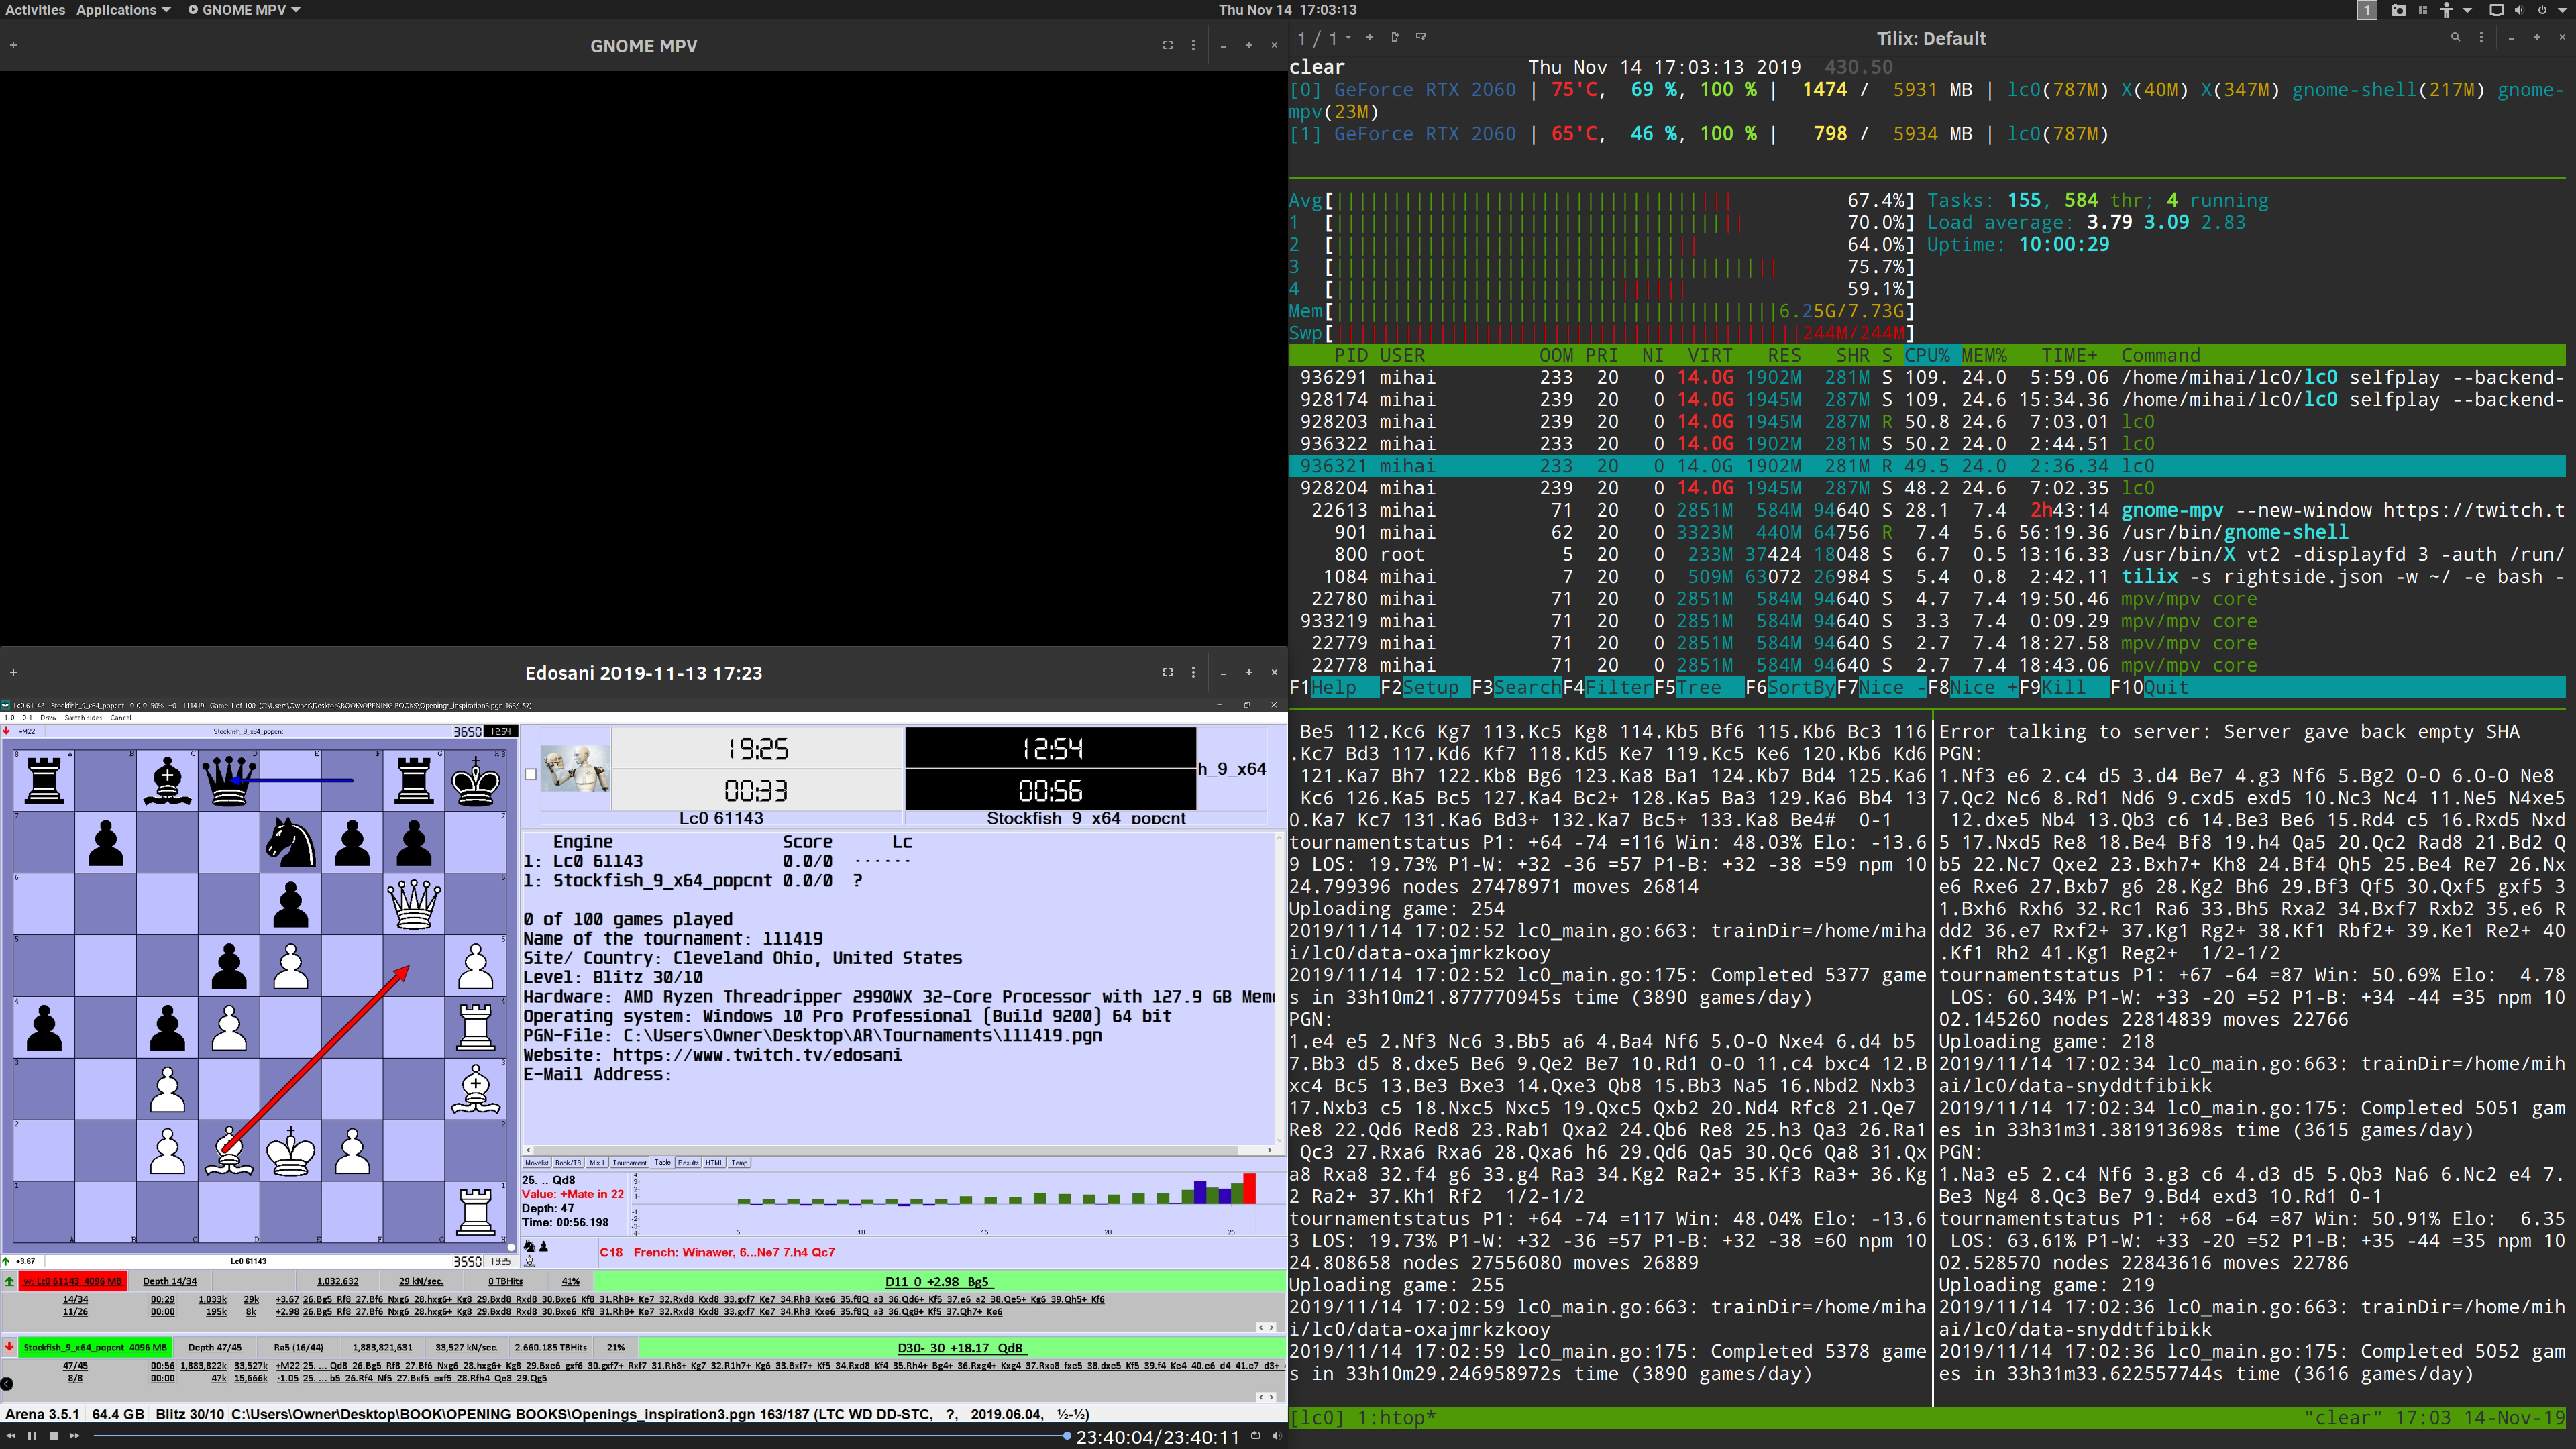 Activities Applications GNOME MPV Thu Nov 14 17:03:13 1
GNOME MPV
1 / 1 Tilix: Default
clear Thu Nov 14 17:03:13 2019 430.50
[0] GeForce RTX 2060 | 75'C, 69 %, 100 % | 1474 / 5931 MB | lc0(787M) X(40M) X(347M) gnome-shell(217M) gnome-
mpv(23M)
[1] GeForce RTX 2060 | 65'C, 46 %, 100 % | 798 / 5934 MB | lc0(787M)
Avg[ 67.4%] Tasks: 155, 584 thr; 4 running
1 [ 70.0%] Load average: 3.79 3.09 2.83
2 [ 64.0%] Uptime: 10:00:29
3 [ 75.7%]
4 [ 59.1%]
Mem[ 6.25G/7.73G]
Swp[ 244M/244M]
PID USER OOM PRI NI VIRT RES SHR S CPU% MEM% TIME+ Command
936291 mihai 233 20 0 14.0G 1902M 281M S 109. 24.0 5:59.06 /home/mihai/lc0/lc0 selfplay --backend-
928174 mihai 239 20 0 14.0G 1945M 287M S 109. 24.6 15:34.36 /home/mihai/lc0/lc0 selfplay --backend-
928203 mihai 239 20 0 14.0G 1945M 287M R 50.8 24.6 7:03.01 lc0
936322 mihai 233 20 0 14.0G 1902M 281M S 50.2 24.0 2:44.51 lc0
936321 mihai 233 20 0 14.0G 1902M 281M R 49.5 24.0 2:36.34 lc0
928204 mihai 239 20 0 14.0G 1945M 287M S 48.2 24.6 7:02.35 lc0
22613 mihai 71 20 0 2851M 584M 94640 S 28.1 7.4 2h43:14 gnome-mpv --new-window https://twitch.t
901 mihai 62 20 0 3323M 440M 64756 R 7.4 5.6 56:19.36 /usr/bin/gnome-shell
800 root 5 20 0 233M 37424 18048 S 6.7 0.5 13:16.33 /usr/bin/X vt2 -displayfd 3 -auth /run/
1084 mihai 7 20 0 509M 63072 26984 S 5.4 0.8 2:42.11 tilix -s rightside.json -w ~/ -e bash -
22780 mihai 71 20 0 2851M 584M 94640 S 4.7 7.4 19:50.46 mpv/mpv core
933219 mihai 71 20 0 2851M 584M 94640 S 3.3 7.4 0:09.29 mpv/mpv core
22779 mihai 71 20 0 2851M 584M 94640 S 2.7 7.4 18:27.58 mpv/mpv core
22778 mihai 71 20 0 2851M 584M 94640 S 2.7 7.4 18:43.06 mpv/mpv core
F1Help F2Setup F3SearchF4FilterF5Tree F6SortByF7Nice -F8Nice +F9Kill F10Quit
Be5 112.Kc6 Kg7 113.Kc5 Kg8 114.Kb5 Bf6 115.Kb6 Bc3 116
.Kc7 Bd3 117.Kd6 Kf7 118.Kd5 Ke7 119.Kc5 Ke6 120.Kb6 Kd6
121.Ka7 Bh7 122.Kb8 Bg6 123.Ka8 Ba1 124.Kb7 Bd4 125.Ka6
Kc6 126.Ka5 Bc5 127.Ka4 Bc2+ 128.Ka5 Ba3 129.Ka6 Bb4 13
0.Ka7 Kc7 131.Ka6 Bd3+ 132.Ka7 Bc5+ 133.Ka8 Be4# 0-1
tournamentstatus P1: +64 -74 =116 Win: 48.03% Elo: -13.6
9 LOS: 19.73% P1-W: +32 -36 =57 P1-B: +32 -38 =59 npm 10
24.799396 nodes 27478971 moves 26814
Uploading game: 254
2019/11/14 17:02:52 lc0_main.go:663: trainDir=/home/miha
i/lc0/data-oxajmrkzkooy
2019/11/14 17:02:52 lc0_main.go:175: Completed 5377 game
s in 33h10m21.877770945s time (3890 games/day)
PGN:
1.e4 e5 2.Nf3 Nc6 3.Bb5 a6 4.Ba4 Nf6 5.O-O Nxe4 6.d4 b5
7.Bb3 d5 8.dxe5 Be6 9.Qe2 Be7 10.Rd1 O-O 11.c4 bxc4 12.B
xc4 Bc5 13.Be3 Bxe3 14.Qxe3 Qb8 15.Bb3 Na5 16.Nbd2 Nxb3
17.Nxb3 c5 18.Nxc5 Nxc5 19.Qxc5 Qxb2 20.Nd4 Rfc8 21.Qe7
Re8 22.Qd6 Red8 23.Rab1 Qxa2 24.Qb6 Re8 25.h3 Qa3 26.Ra1
Qc3 27.Rxa6 Rxa6 28.Qxa6 h6 29.Qd6 Qa5 30.Qc6 Qa8 31.Qx
a8 Rxa8 32.f4 g6 33.g4 Ra3 34.Kg2 Ra2+ 35.Kf3 Ra3+ 36.Kg
2 Ra2+ 37.Kh1 Rf2 1/2-1/2
tournamentstatus P1: +64 -74 =117 Win: 48.04% Elo: -13.6
3 LOS: 19.73% P1-W: +32 -36 =57 P1-B: +32 -38 =60 npm 10
24.808658 nodes 27556080 moves 26889
Uploading game: 255
2019/11/14 17:02:59 lc0_main.go:663: trainDir=/home/miha
i/lc0/data-oxajmrkzkooy
2019/11/14 17:02:59 lc0_main.go:175: Completed 5378 game
s in 33h10m29.246958972s time (3890 games/day)
Error talking to server: Server gave back empty SHA
PGN:
1.Nf3 e6 2.c4 d5 3.d4 Be7 4.g3 Nf6 5.Bg2 O-O 6.O-O Ne8
7.Qc2 Nc6 8.Rd1 Nd6 9.cxd5 exd5 10.Nc3 Nc4 11.Ne5 N4xe5
12.dxe5 Nb4 13.Qb3 c6 14.Be3 Be6 15.Rd4 c5 16.Rxd5 Nxd
5 17.Nxd5 Re8 18.Be4 Bf8 19.h4 Qa5 20.Qc2 Rad8 21.Bd2 Q
b5 22.Nc7 Qxe2 23.Bxh7+ Kh8 24.Bf4 Qh5 25.Be4 Re7 26.Nx
e6 Rxe6 27.Bxb7 g6 28.Kg2 Bh6 29.Bf3 Qf5 30.Qxf5 gxf5 3
1.Bxh6 Rxh6 32.Rc1 Ra6 33.Bh5 Rxa2 34.Bxf7 Rxb2 35.e6 R
dd2 36.e7 Rxf2+ 37.Kg1 Rg2+ 38.Kf1 Rbf2+ 39.Ke1 Re2+ 40
.Kf1 Rh2 41.Kg1 Reg2+ 1/2-1/2
tournamentstatus P1: +67 -64 =87 Win: 50.69% Elo: 4.78
LOS: 60.34% P1-W: +33 -20 =52 P1-B: +34 -44 =35 npm 10
02.145260 nodes 22814839 moves 22766
Uploading game: 218
2019/11/14 17:02:34 lc0_main.go:663: trainDir=/home/mih
ai/lc0/data-snyddtfibikk
2019/11/14 17:02:34 lc0_main.go:175: Completed 5051 gam
es in 33h31m31.381913698s time (3615 games/day)
PGN:
1.Na3 e5 2.c4 Nf6 3.g3 c6 4.d3 d5 5.Qb3 Na6 6.Nc2 e4 7.
Be3 Ng4 8.Qc3 Be7 9.Bd4 exd3 10.Rd1 0-1
tournamentstatus P1: +68 -64 =87 Win: 50.91% Elo: 6.35
LOS: 63.61% P1-W: +33 -20 =52 P1-B: +35 -44 =35 npm 10
02.528570 nodes 22843616 moves 22786
Uploading game: 219
2019/11/14 17:02:36 lc0_main.go:663: trainDir=/home/mih
ai/lc0/data-snyddtfibikk
2019/11/14 17:02:36 lc0_main.go:175: Completed 5052 gam
es in 33h31m33.622557744s time (3616 games/day)
[lc0] 1:htop* "clear" 17:03 14-Nov-19
Edosani 2019-11-13 17:23
Lc0 61143 - Stockfish_9_x64_popcnt 0-0-0 50% ±0 111419: Game 1 of 100 (C:\Users\Owner\Desktop\BOOK\OPENING BOOKS\Openings_inspiration3.pgn 163/187)
1-0 0-1 Draw Switch sides Cancel
+M22 Stockfish_9_x64_popcnt 3650 12:54
19:25 12:54 h_9_x64
00:33 00:56
Lc0 61143 Stockfish_9_x64_popcnt
Engine Score Lc
1: Lc0 61143 0.0/0 ······
1: Stockfish_9_x64_popcnt 0.0/0 ?
0 of 100 games played
Name of the tournament: 111419
Site/ Country: Cleveland Ohio, United States
Level: Blitz 30/10
Hardware: AMD Ryzen Threadripper 2990WX 32-Core Processor with 127.9 GB Mem
Operating system: Windows 10 Pro Professional (Build 9200) 64 bit
PGN-File: C:\Users\Owner\Desktop\AR\Tournaments\111419.pgn
Website: https://www.twitch.tv/edosani
E-Mail Address:
Movelist Book/TB Mix 1 Tournament Table Results HTML Temp
25. .. Qd8
Value: +Mate in 22
Depth: 47
Time: 00:56.198
5 10 15 20 25
C18 French: Winawer, 6...Ne7 7.h4 Qc7
+3.67 Lc0 61143 3550 19:25
w: Lc0 61143 4096 MB Depth 14/34 1,032,632 29 kN/sec. 0 TBHits 41% D11 0 +2.98 Bg5
14/34 00:29 1,033k 29k +3.67 26.Bg5 Rf8 27.Bf6 Nxg6 28.hxg6+ Kg8 29.Bxd8 Rxd8 30.Bxe6 Kf8 31.Rh8+ Ke7 32.Rxd8 Kxd8 33.gxf7 Ke7 34.Rh8 Kxe6 35.f8Q a3 36.Qd6+ Kf5 37.e6 a2 38.Qe5+ Kg6 39.Qh5+ Kf6
11/26 00:00 195k 8k +2.98 26.Bg5 Rf8 27.Bf6 Nxg6 28.hxg6+ Kg8 29.Bxd8 Rxd8 30.Bxe6 Kf8 31.Rh8+ Ke7 32.Rxd8 Kxd8 33.gxf7 Ke7 34.Rh8 Kxe6 35.f8Q a3 36.Qg8+ Kf5 37.Qh7+ Ke6
Stockfish_9_x64_popcnt 4096 MB Depth 47/45 Ra5 (16/44) 1,883,821,631 33,527 kN/sec. 2.660.185 TBHits 21% D30- 30 +18.17 Qd8
47/45 00:56 1,883,822k 33,527k +M22 25. ... Qd8 26.Bg5 Rf8 27.Bf6 Nxg6 28.hxg6+ Kg8 29.Bxe6 gxf6 30.gxf7+ Rxf7 31.Rh8+ Kg7 32.R1h7+ Kg6 33.Bxf7+ Kf5 34.Rxd8 Kf4 35.Rh4+ Bg4+ 36.Rxg4+ Kxg4 37.Rxa8 fxe5 38.dxe5 Kf5 39.f4 Ke4 40.e6 d4 41.e7 d3+
8/8 00:00 47k 15,666k -1.05 25. ... b5 26.Rf4 Nf5 27.Bxf5 exf5 28.Rfh4 Qe8 29.Qg5
Arena 3.5.1 64.4 GB Blitz 30/10 C:\Users\Owner\Desktop\BOOK\OPENING BOOKS\Openings_inspiration3.pgn 163/187 (LTC WD DD-STC, ?, 2019.06.04, ½-½)
23:40:04/23:40:11